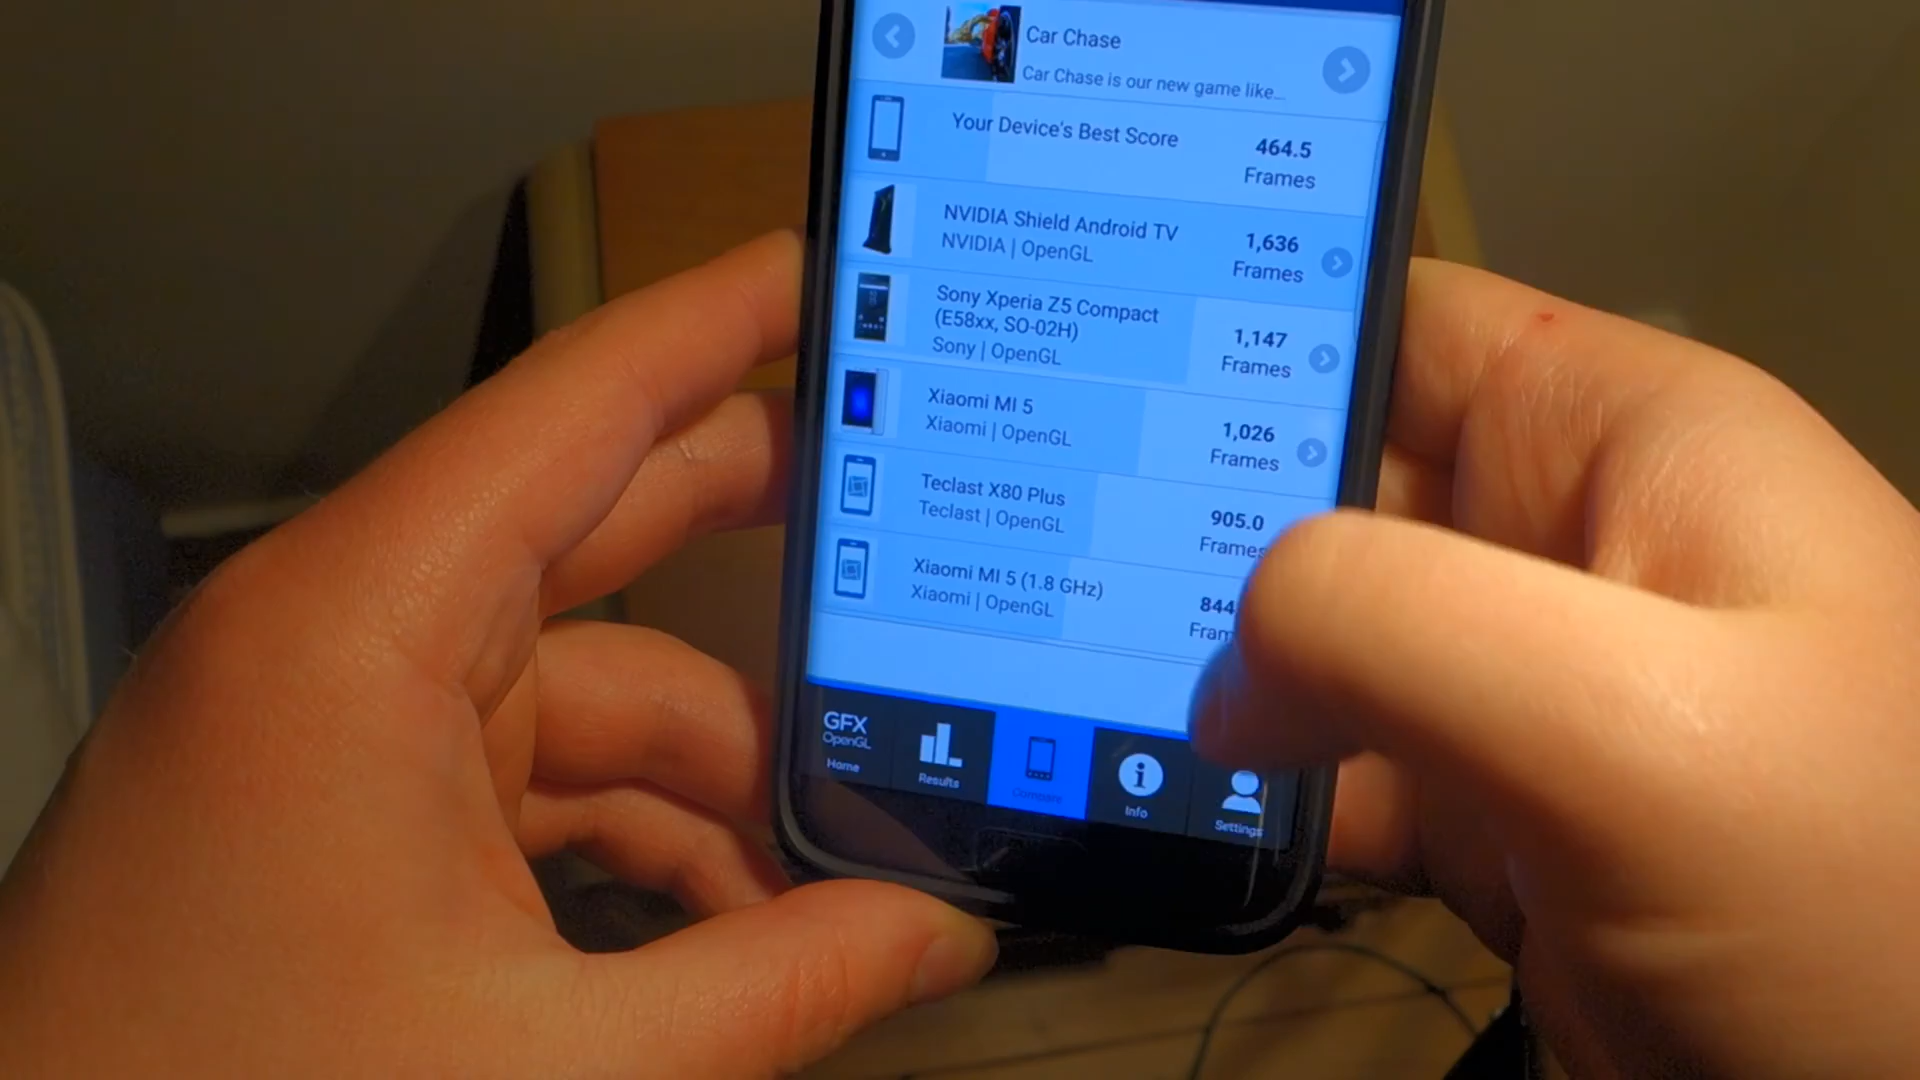 Car Chase
Car Chase is our new game like...
Your Device's Best Score
464.5
Frames
NVIDIA Shield Android TV
NVIDIA | OpenGL
1,636
Frames
Sony Xperia Z5 Compact
(E58xx, SO-02H)
Sony | OpenGL
1,147
Frames
Xiaomi MI 5
Xiaomi | OpenGL
1,026
Frames
Teclast X80 Plus
Teclast | OpenGL
905.0
Frames
Xiaomi MI 5 (1.8 GHz)
Xiaomi | OpenGL
844
Fram
GFX
OpenGL
Home
Results
Compare
Info
Settings